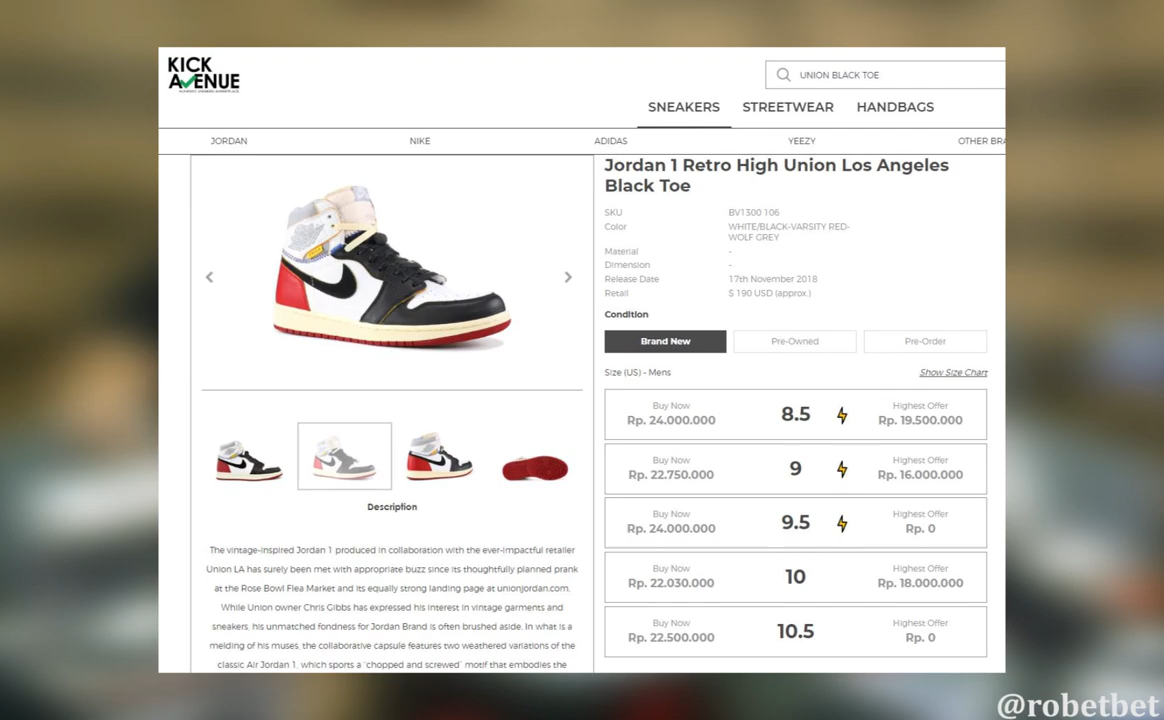 KICK
AVENUE
UNION BLACK TOE
SNEAKERS STREETWEAR HANDBAGS
JORDAN NIKE ADIDAS YEEZY OTHER BRA
Jordan 1 Retro High Union Los Angeles
Black Toe
SKU BV1300 106
Color WHITE/BLACK-VARSITY RED-
WOLF GREY
Material -
Dimension -
Release Date 17th November 2018
Retail $ 190 USD (approx.)
Condition
Brand New Pre-Owned Pre-Order
Size (US) - Mens Show Size Chart
Buy Now Highest Offer
Rp. 24.000.000 8.5 Rp. 19.500.000
Buy Now Highest Offer
Rp. 22.750.000 9 Rp. 16.000.000
Buy Now Highest Offer
Rp. 24.000.000 9.5 Rp. 0
Buy Now Highest Offer
Rp. 22.030.000 10 Rp. 18.000.000
Buy Now Highest Offer
Rp. 22.500.000 10.5 Rp. 0
Description
The vintage-inspired Jordan 1 produced in collaboration with the ever-impactful retailer
Union LA has surely been met with appropriate buzz since its thoughtfully planned prank
at the Rose Bowl Flea Market and its equally strong landing page at unionjordan.com.
While Union owner Chris Gibbs has expressed his interest in vintage garments and
sneakers, his unmatched fondness for Jordan Brand is often brushed aside. In what is a
melding of his muses, the collaborative capsule features two weathered variations of the
classic Air Jordan 1, which sports a "chopped and screwed" motif that embodies the
@robetbet